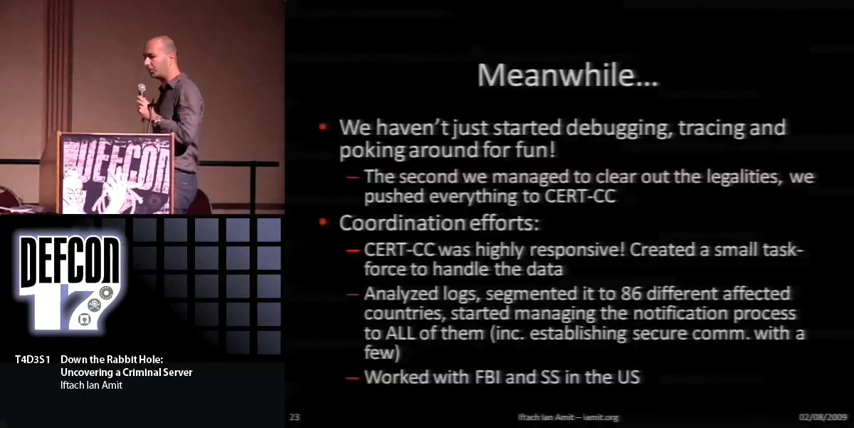 DEFCON
DEFCON
17
T4D3S1 Down the Rabbit Hole:
Uncovering a Criminal Server
Iftach Ian Amit
Meanwhile...
• We haven't just started debugging, tracing and
poking around for fun!
– The second we managed to clear out the legalities, we
pushed everything to CERT-CC
• Coordination efforts:
– CERT-CC was highly responsive! Created a small task-
force to handle the data
– Analyzed logs, segmented it to 86 different affected
countries, started managing the notification process
to ALL of them (inc. establishing secure comm. with a
few)
– Worked with FBI and SS in the US
23 Iftach Ian Amit – iamit.org 02/08/2009